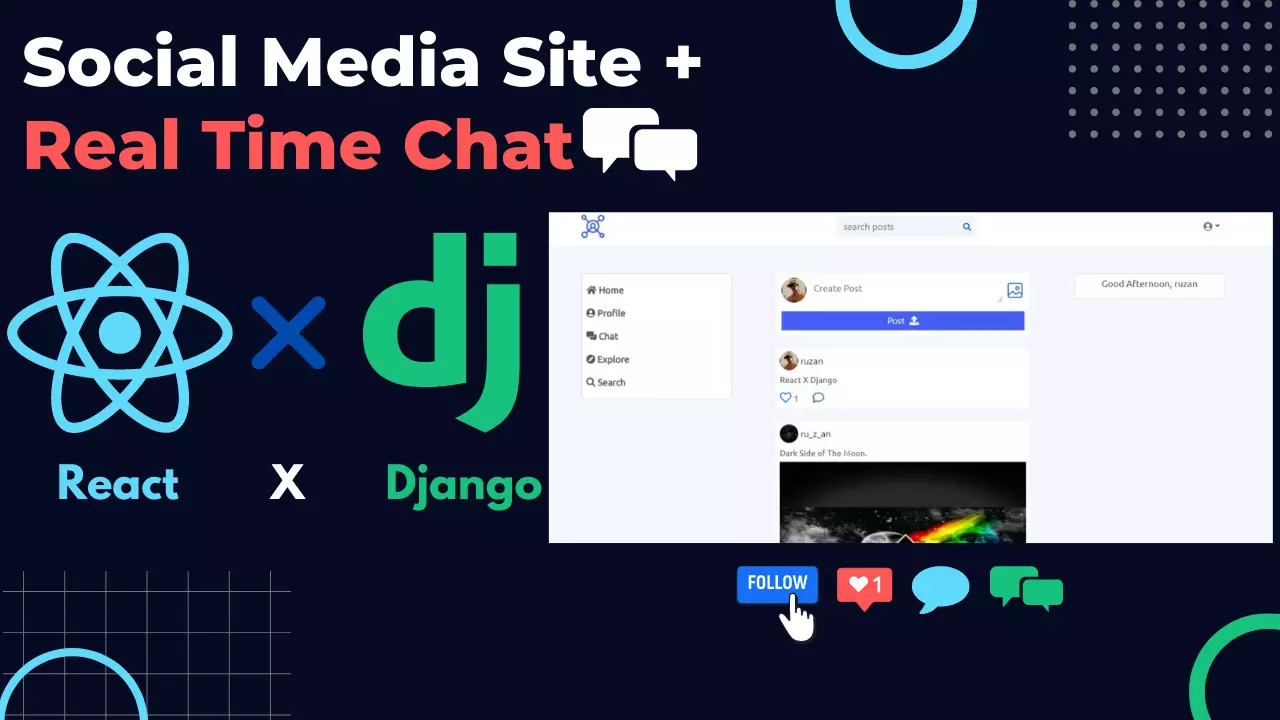 Social Media Site +
Real Time Chat
dj
React X Django
search posts
Home
Profile
Chat
Explore
Search
Create Post
Post
ruzan
React X Django
1
ru_z_an
Dark Side of The Moon.
Good Afternoon, ruzan
FOLLOW
1